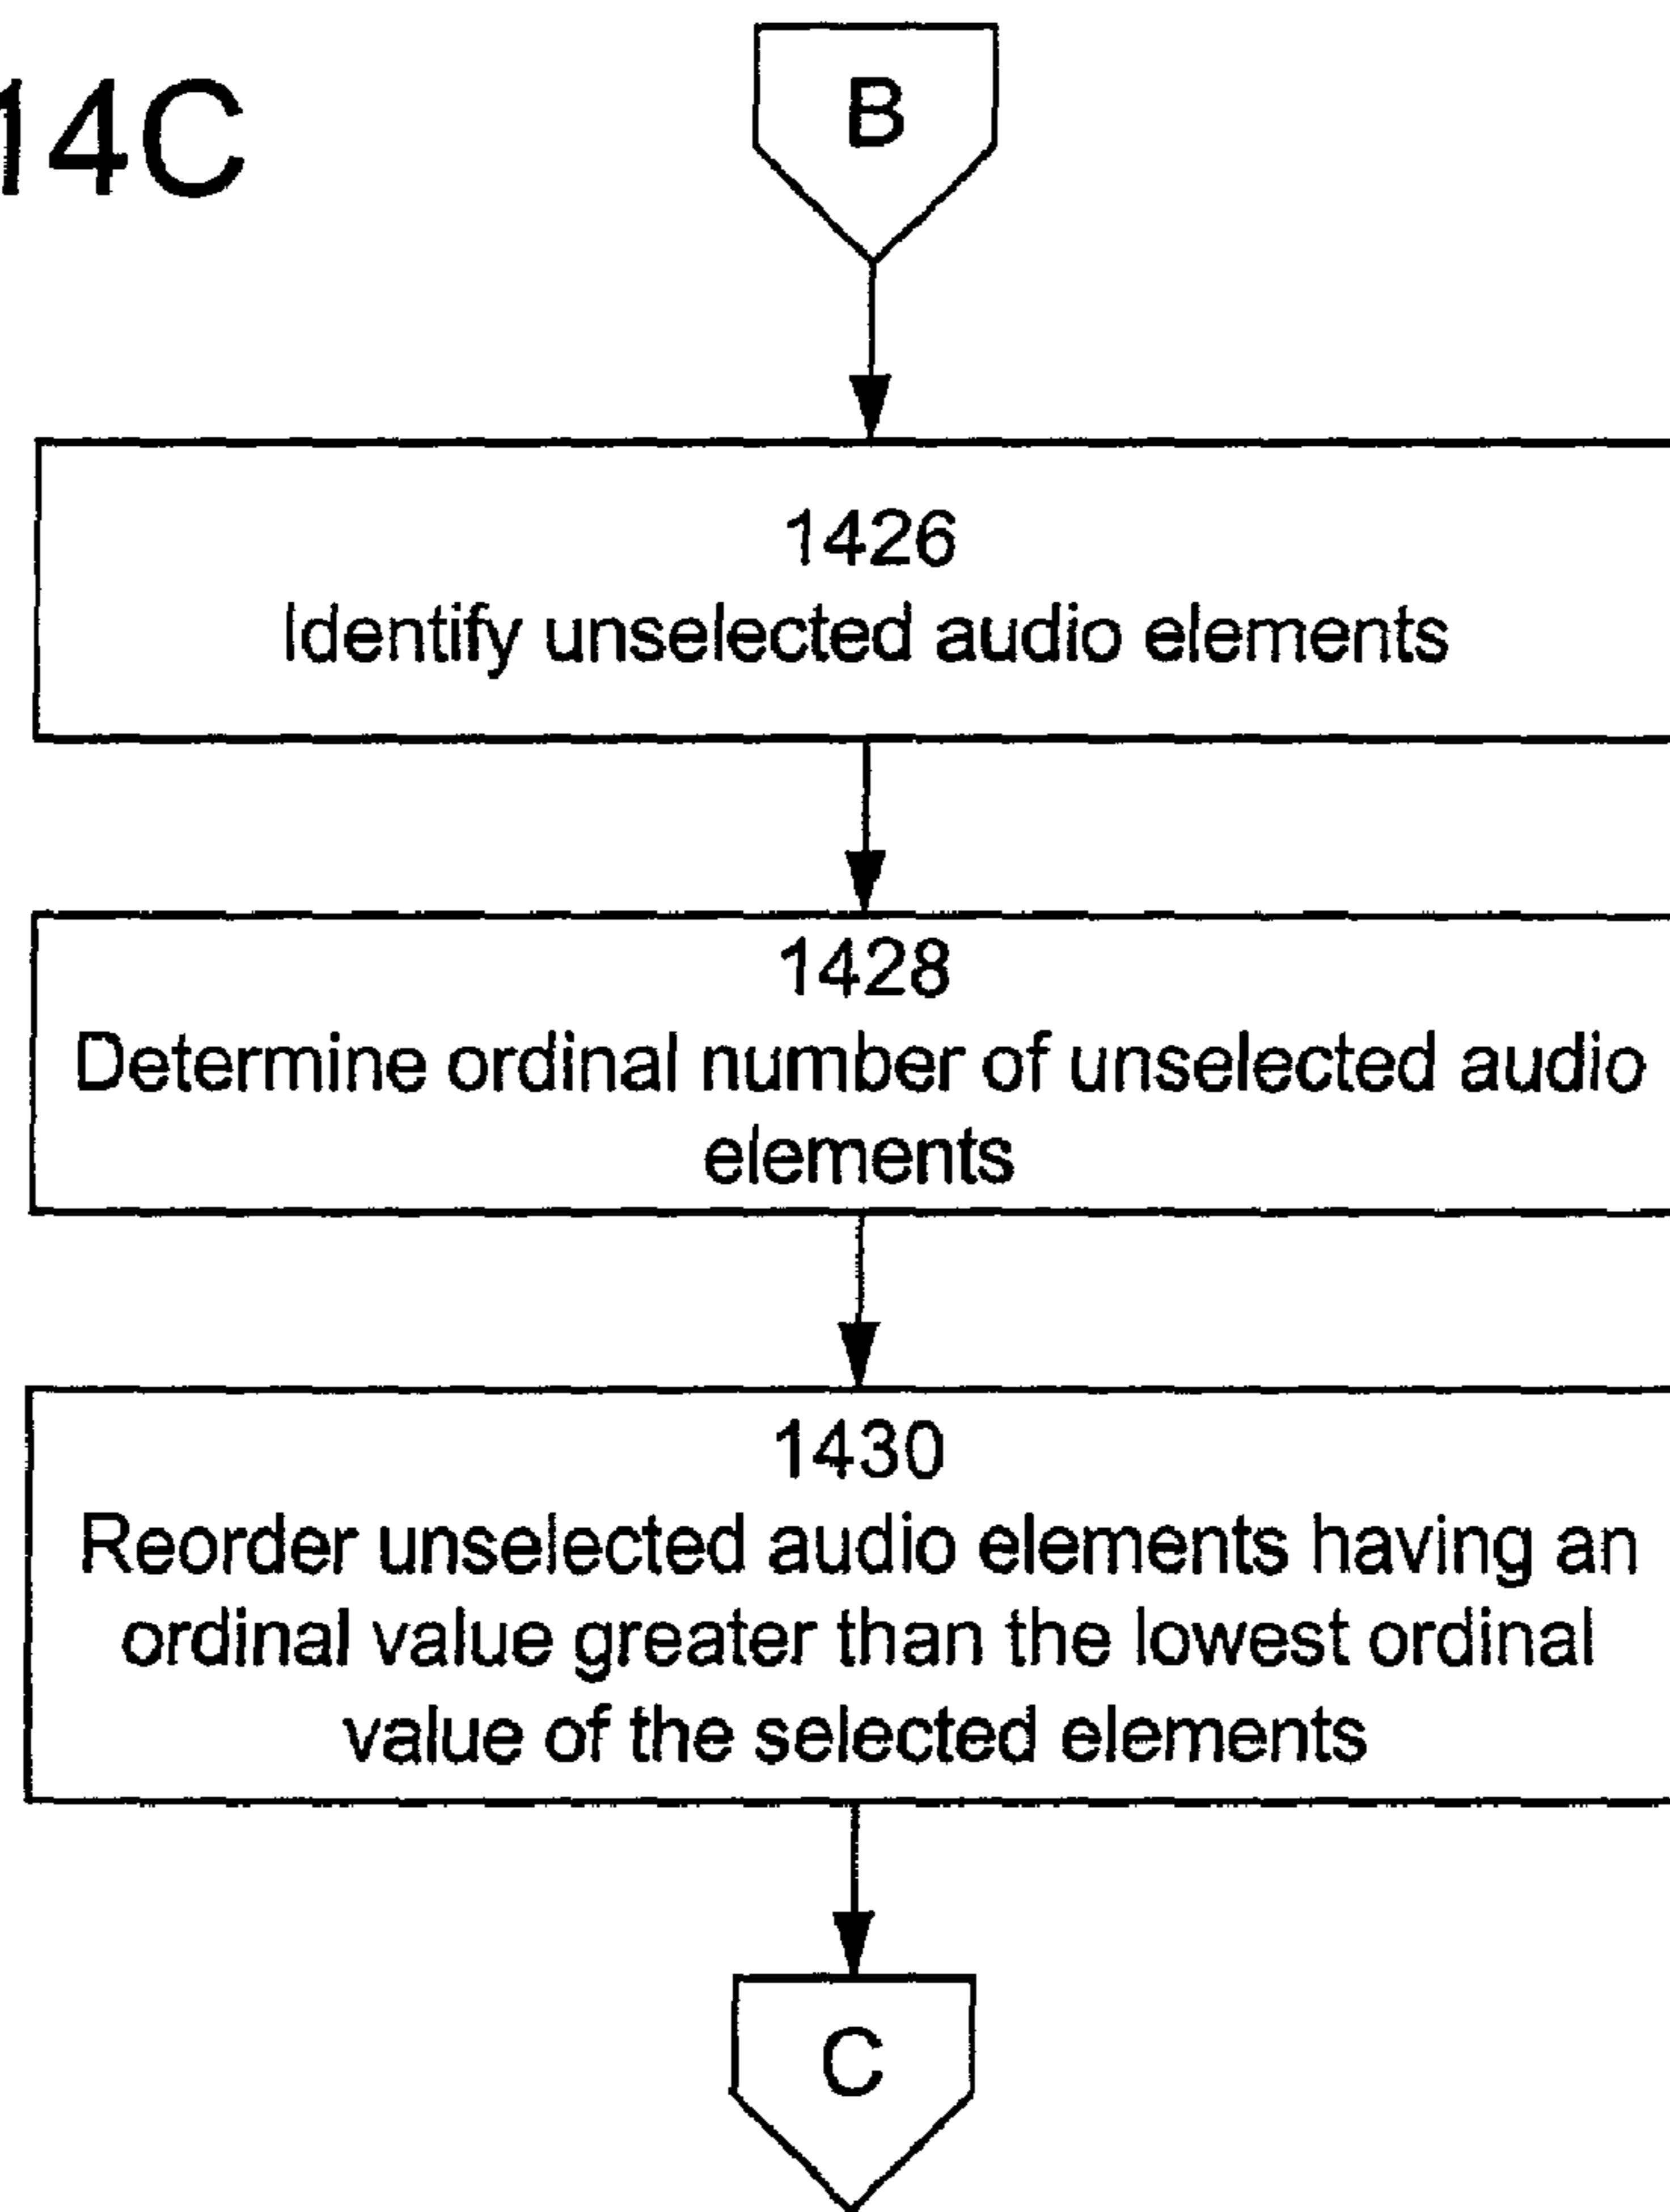 14C
B
1426
Identify unselected audio elements
1428
Determine ordinal number of unselected audio
elements
1430
Reorder unselected audio elements having an
ordinal value greater than the lowest ordinal
value of the selected elements
C